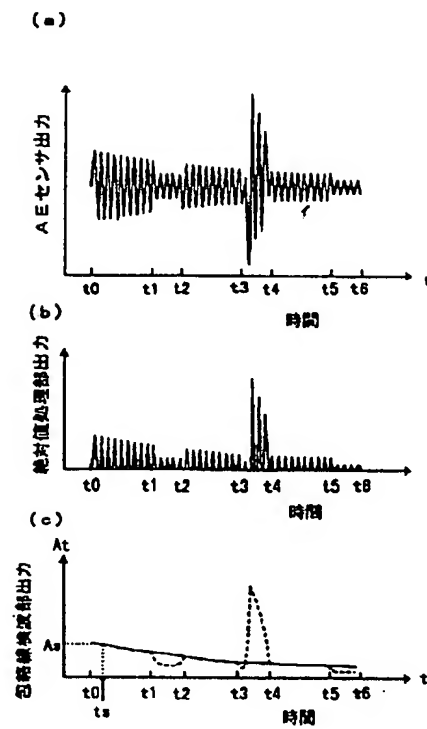 (a)
AEセンサ出力
t
t0 t1 t2 t3 t4 t5 t6
時間
(b)
絶対値処理部出力
t
t0 t1 t2 t3 t4 t5 t6
時間
(c)
At
包絡線検波部出力
As
t
t0 t1 t2 t3 t4 t5 t6
ts
時間